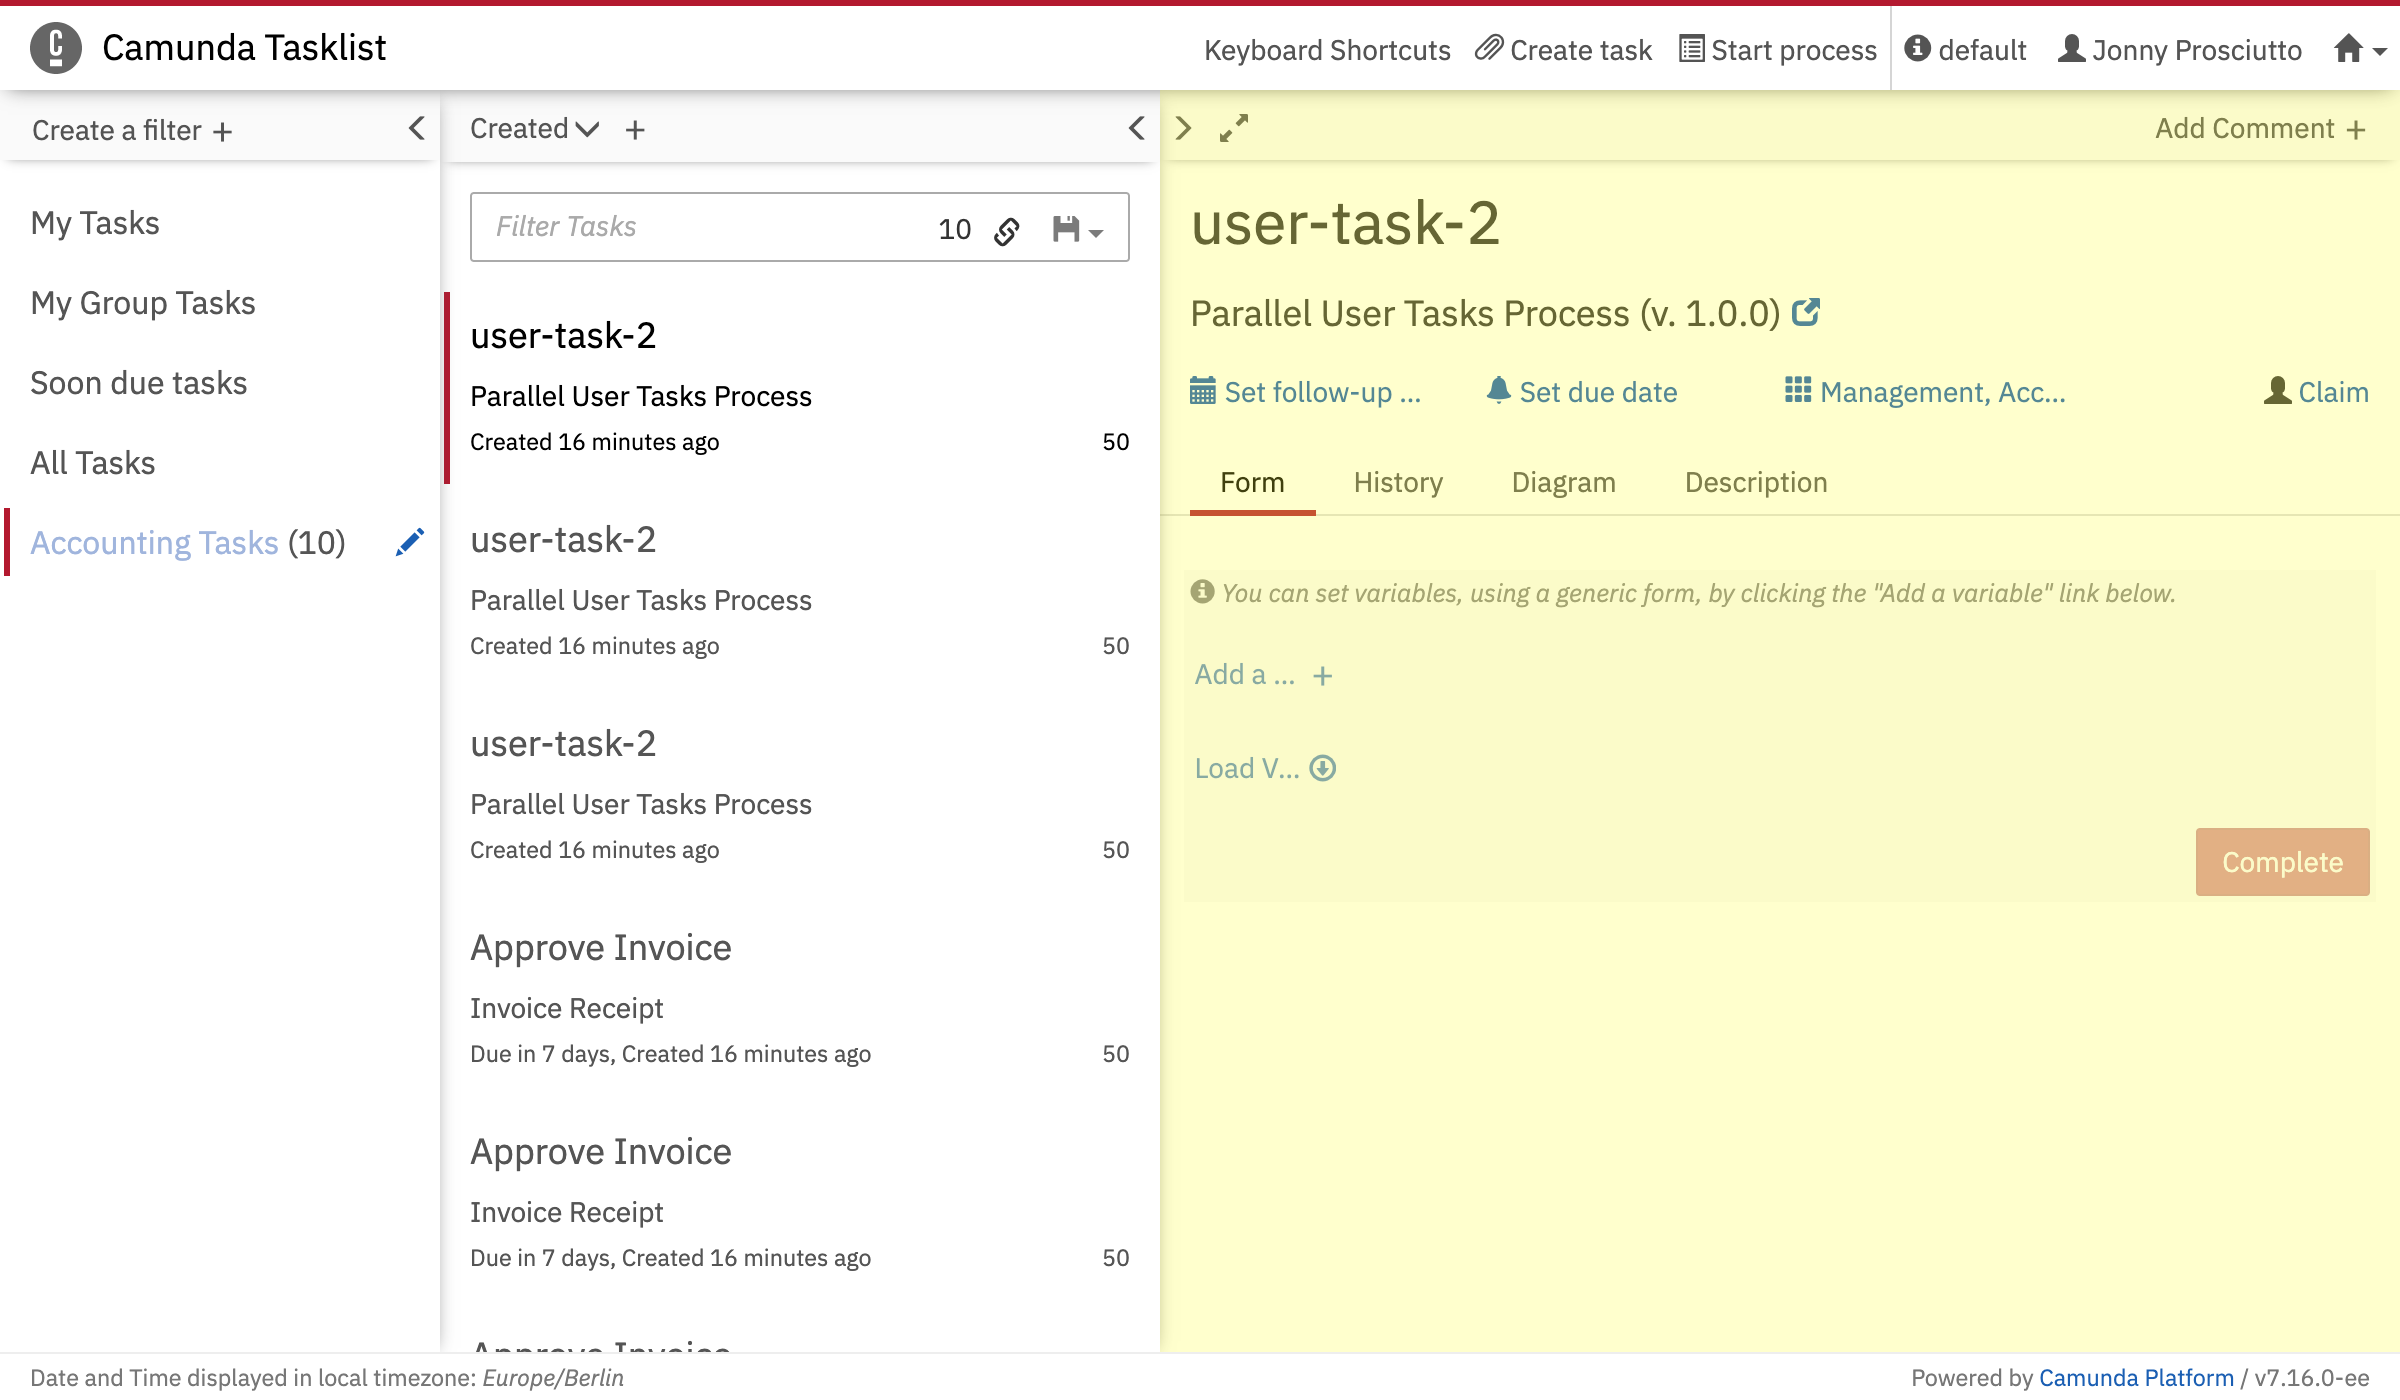 Camunda Tasklist
Keyboard Shortcuts Create task Start process default Jonny Prosciutto
Create a filter +
My Tasks
My Group Tasks
Soon due tasks
All Tasks
Accounting Tasks (10)
Created +
Filter Tasks 10
user-task-2
Parallel User Tasks Process
Created 16 minutes ago 50
user-task-2
Parallel User Tasks Process
Created 16 minutes ago 50
user-task-2
Parallel User Tasks Process
Created 16 minutes ago 50
Approve Invoice
Invoice Receipt
Due in 7 days, Created 16 minutes ago 50
Approve Invoice
Invoice Receipt
Due in 7 days, Created 16 minutes ago 50
Approve Invoice
Add Comment +
user-task-2
Parallel User Tasks Process (v. 1.0.0)
Set follow-up ... Set due date Management, Acc... Claim
Form History Diagram Description
You can set variables, using a generic form, by clicking the "Add a variable" link below.
Add a ... +
Load V...
Complete
Date and Time displayed in local timezone: Europe/Berlin
Powered by Camunda Platform / v7.16.0-ee